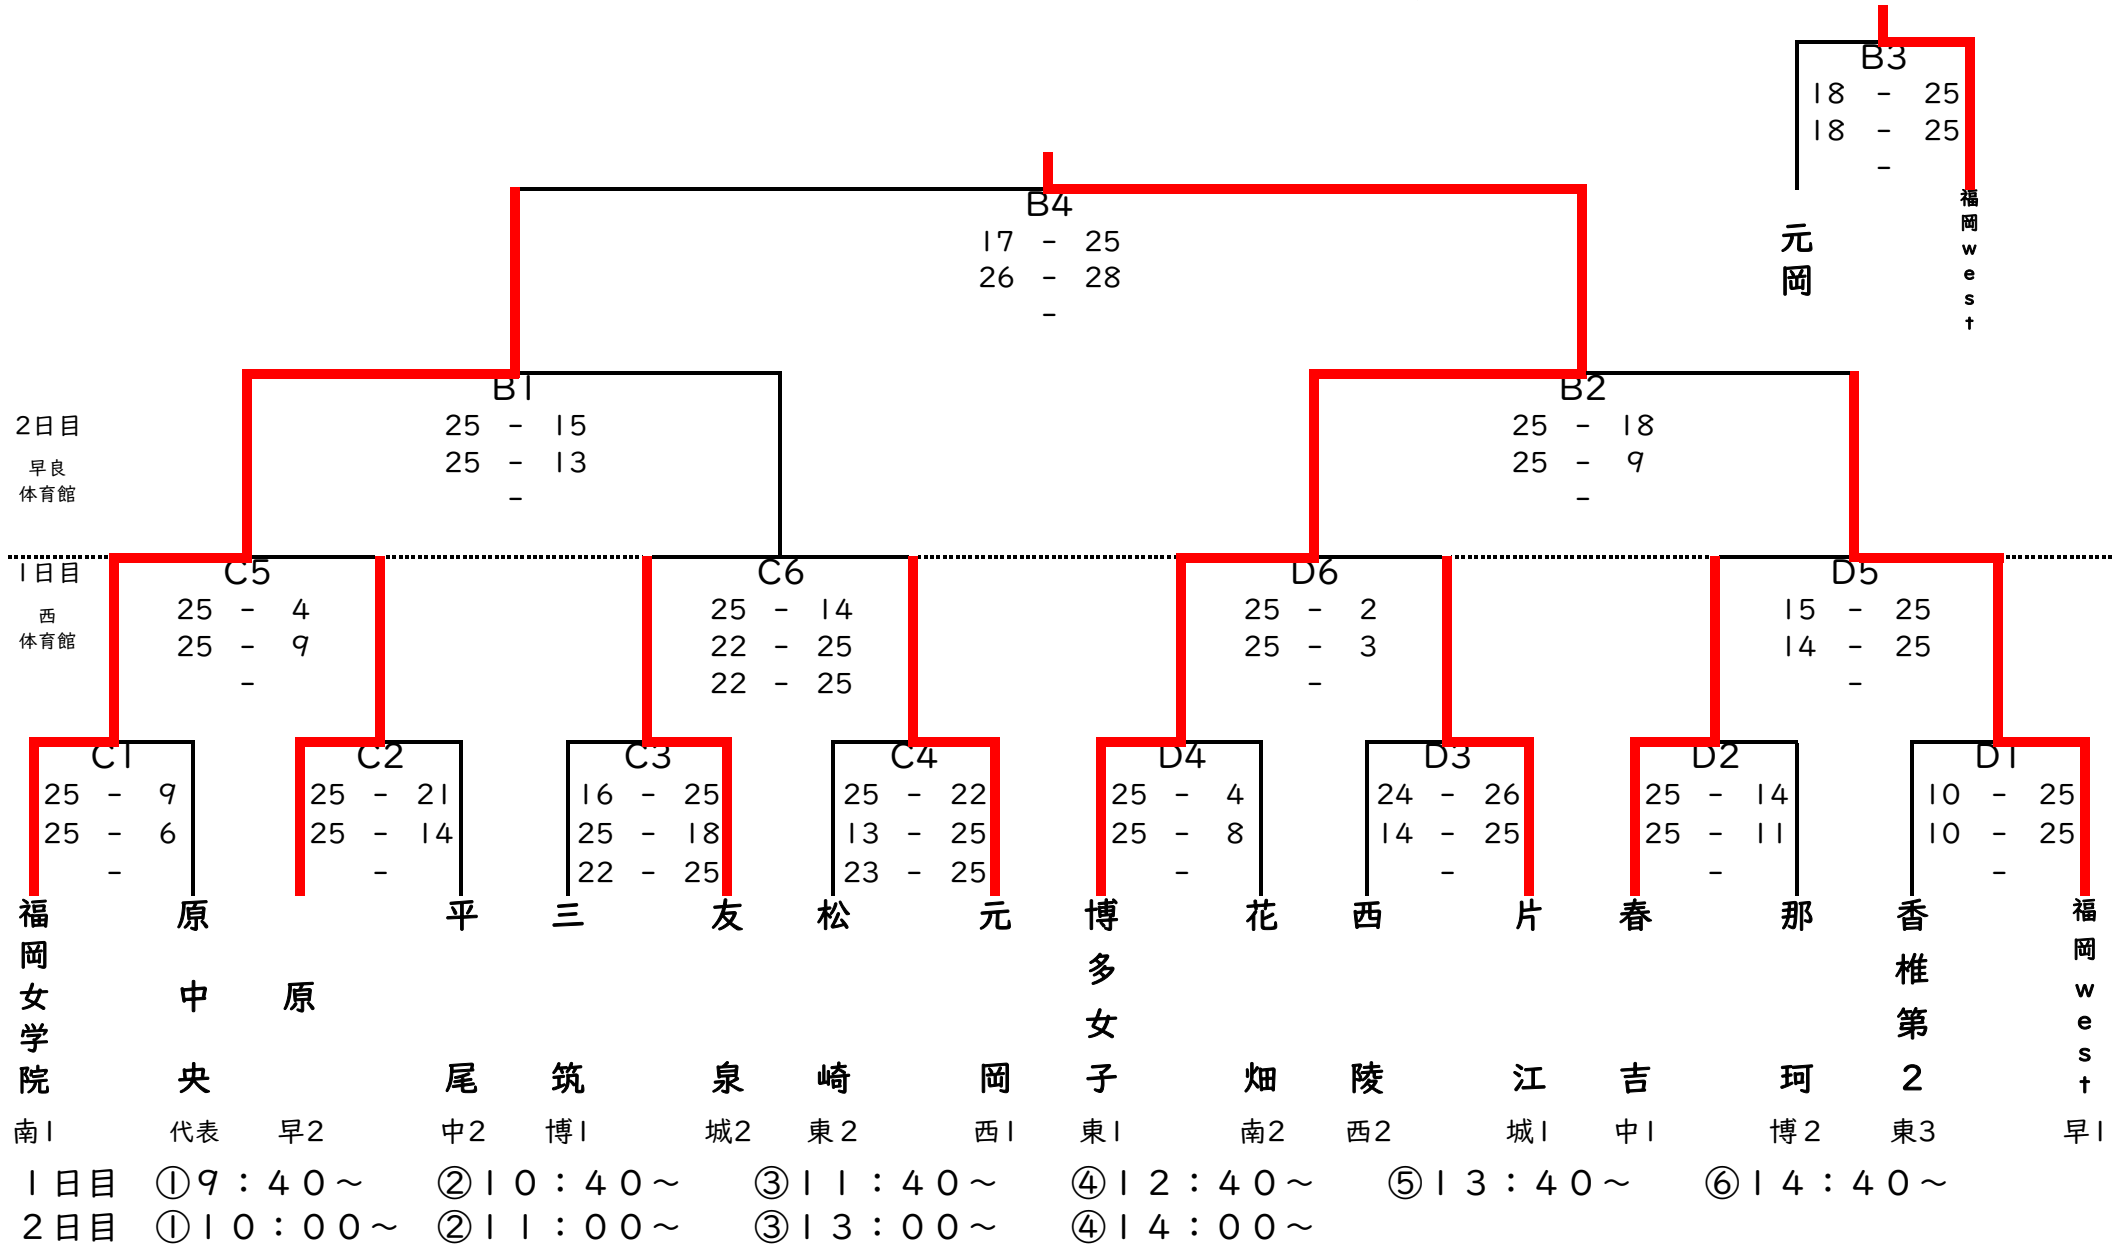 B3
18 - 25
18 - 25
-
元岡
福岡west
B4
17 - 25
26 - 28
-
2日目
早良
体育館
B1
25 - 15
25 - 13
-
B2
25 - 18
25 - 9
-
1日目
西
体育館
C5
25 - 4
25 - 9
-
C6
25 - 14
22 - 25
22 - 25
D6
25 - 2
25 - 3
-
D5
15 - 25
14 - 25
-
C1
25 - 9
25 - 6
-
C2
25 - 21
25 - 14
-
C3
16 - 25
25 - 18
22 - 25
C4
25 - 22
13 - 25
23 - 25
D4
25 - 4
25 - 8
-
D3
24 - 26
14 - 25
-
D2
25 - 14
25 - 11
-
D1
10 - 25
10 - 25
-
福岡女学院
原中央
原
平尾
三筑
友泉
松崎
元岡
博多女子
花畑
西陵
片江
春吉
那珂
香椎第2
福岡west
南1 代表 早2 中2 博1 城2 東2 西1 東1 南2 西2 城1 中1 博2 東3 早1
1日目 ①9:40~ ②10:40~ ③11:40~ ④12:40~ ⑤13:40~ ⑥14:40~
2日目 ①10:00~ ②11:00~ ③13:00~ ④14:00~